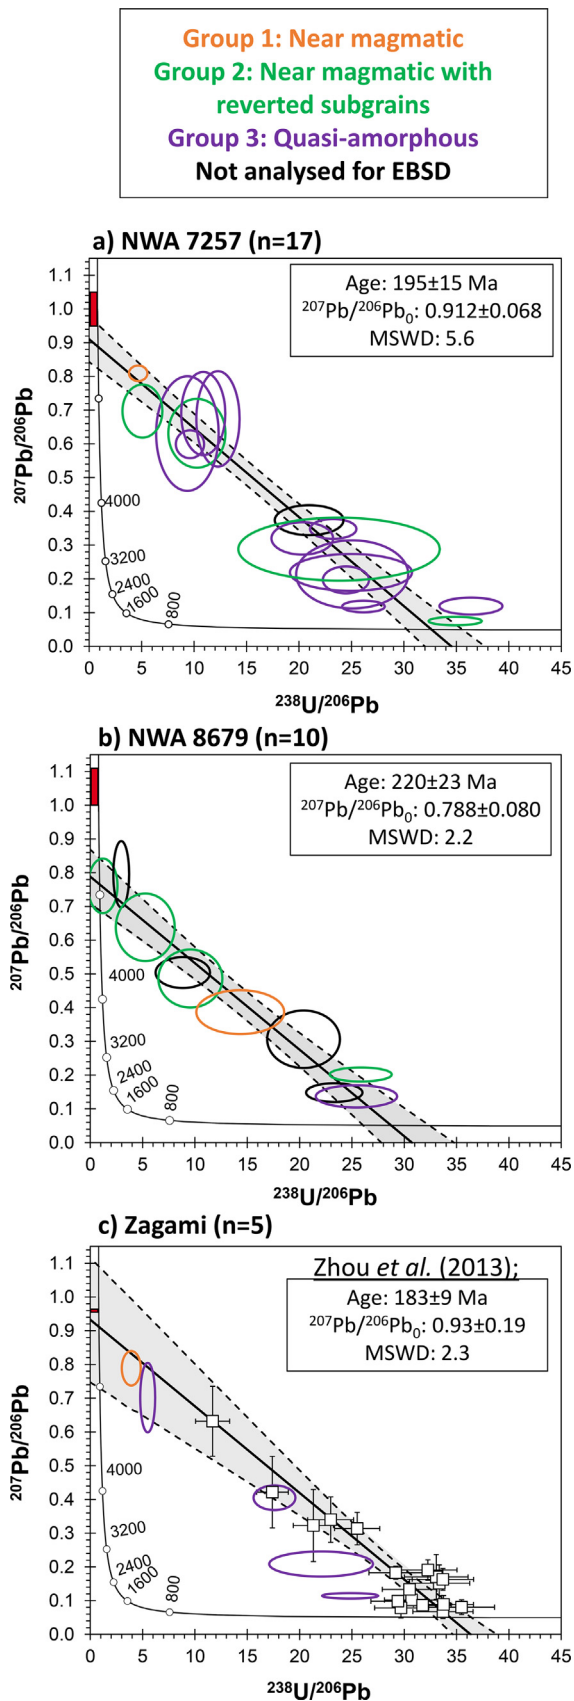 Group 1: Near magmatic
Group 2: Near magmatic with
reverted subgrains
Group 3: Quasi-amorphous
Not analysed for EBSD
a) NWA 7257 (n=17)
Age: 195±15 Ma
²⁰⁷Pb/²⁰⁶Pb₀: 0.912±0.068
MSWD: 5.6
²⁰⁷Pb/²⁰⁶Pb
1.1
1.0
0.9
0.8
0.7
0.6
0.5
0.4
0.3
0.2
0.1
0.0
4000
3200
2400
1600
800
0 5 10 15 20 25 30 35 40 45
²³⁸U/²⁰⁶Pb
b) NWA 8679 (n=10)
Age: 220±23 Ma
²⁰⁷Pb/²⁰⁶Pb₀: 0.788±0.080
MSWD: 2.2
²⁰⁷Pb/²⁰⁶Pb
1.1
1.0
0.9
0.8
0.7
0.6
0.5
0.4
0.3
0.2
0.1
0.0
4000
3200
2400
1600
800
0 5 10 15 20 25 30 35 40 45
²³⁸U/²⁰⁶Pb
c) Zagami (n=5)
Zhou et al. (2013);
Age: 183±9 Ma
²⁰⁷Pb/²⁰⁶Pb₀: 0.93±0.19
MSWD: 2.3
²⁰⁷Pb/²⁰⁶Pb
1.1
1.0
0.9
0.8
0.7
0.6
0.5
0.4
0.3
0.2
0.1
0.0
4000
3200
2400
1600
800
0 5 10 15 20 25 30 35 40 45
²³⁸U/²⁰⁶Pb